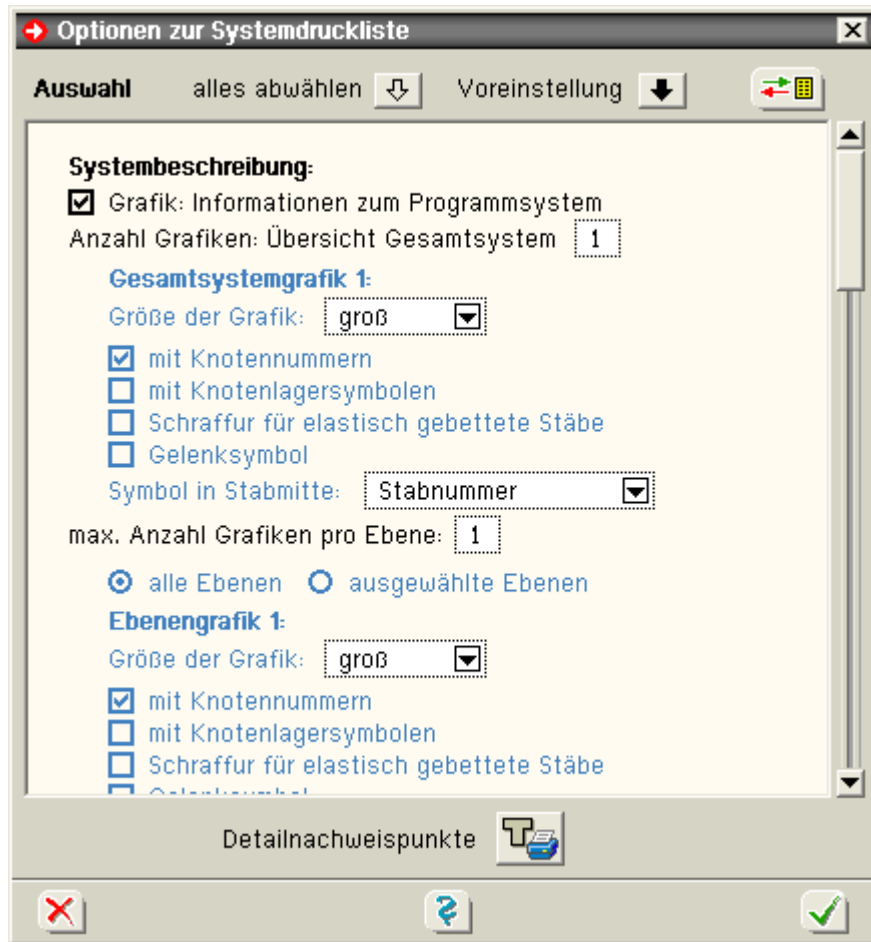 Optionen zur Systemdruckliste
Auswahl alles abwählen Voreinstellung
Systembeschreibung:
Grafik: Informationen zum Programmsystem
Anzahl Grafiken: Übersicht Gesamtsystem 1
Gesamtsystemgrafik 1:
Größe der Grafik: groß
mit Knotennummern
mit Knotenlagersymbolen
Schraffur für elastisch gebettete Stäbe
Gelenksymbol
Symbol in Stabmitte: Stabnummer
max. Anzahl Grafiken pro Ebene: 1
alle Ebenen ausgewählte Ebenen
Ebenengrafik 1:
Größe der Grafik: groß
mit Knotennummern
mit Knotenlagersymbolen
Schraffur für elastisch gebettete Stäbe
Detailnachweispunkte